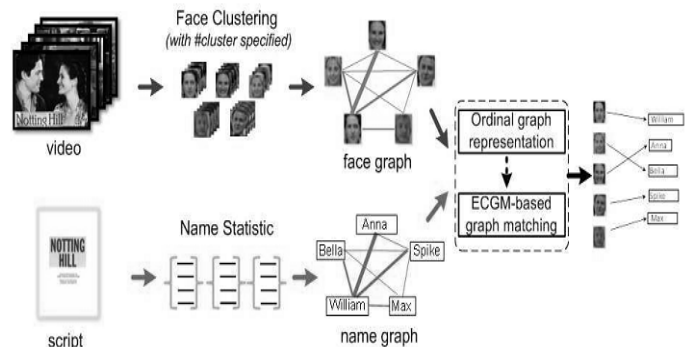 Face Clustering
(with #cluster specified)
Notting Hill
video
face graph
Ordinal graph
representation
ECGM-based
graph matching
William
Anna
Bella
Spike
Max
Name Statistic
NOTTING
HILL
script
Anna
Bella
Spike
William
Max
name graph